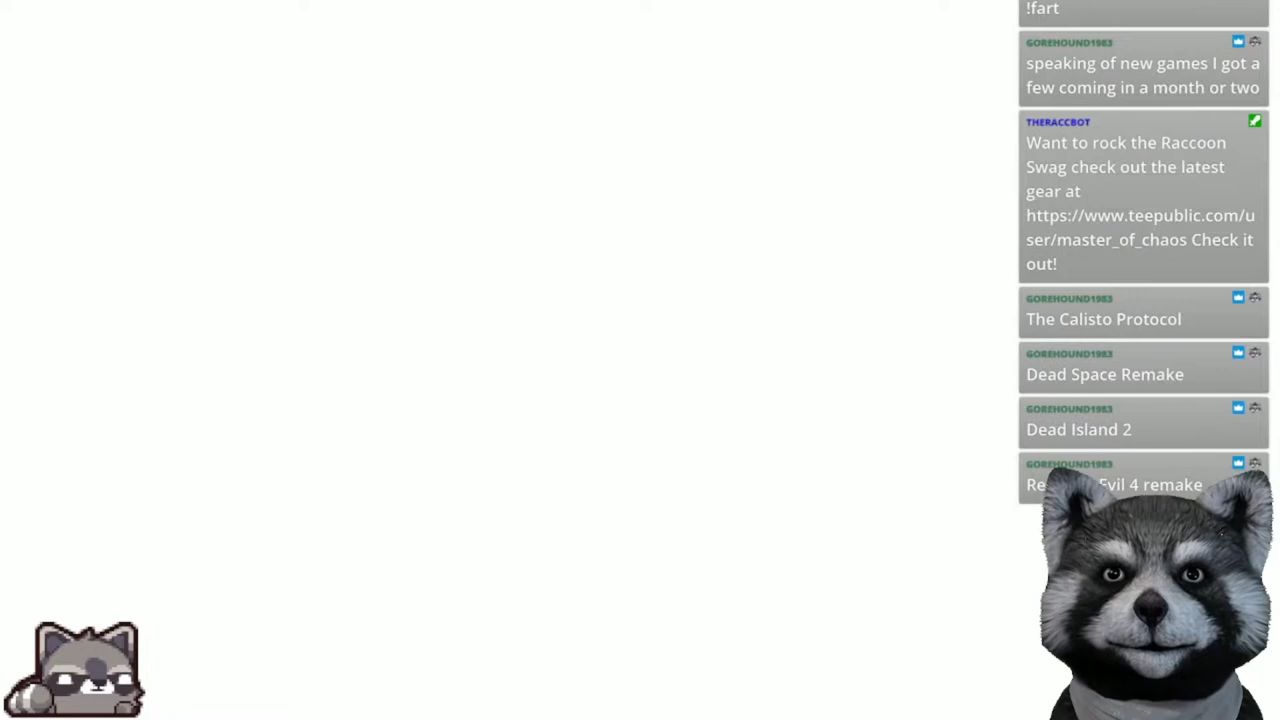 !fart
GOREHOUND1983
speaking of new games I got a
few coming in a month or two
THERACCBOT
Want to rock the Raccoon
Swag check out the latest
gear at
https://www.teepublic.com/u
ser/master_of_chaos Check it
out!
GOREHOUND1983
The Calisto Protocol
GOREHOUND1983
Dead Space Remake
GOREHOUND1983
Dead Island 2
GOREHOUND1983
Evil 4 remake